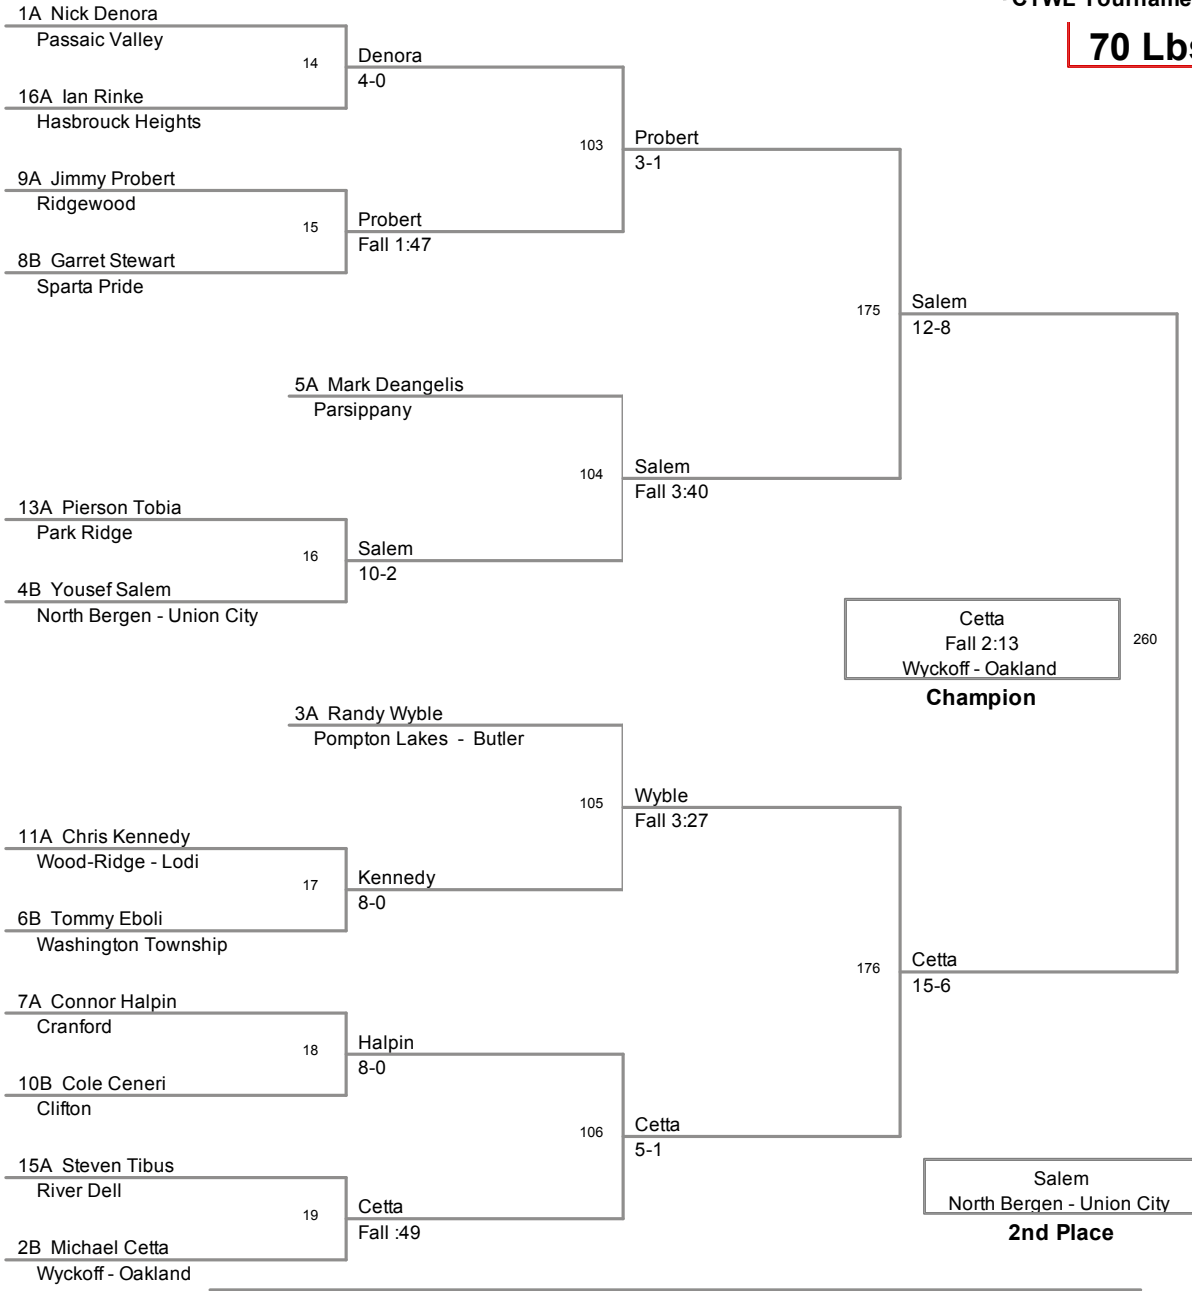 CTWL Tourname
70 Lbs
1A Nick Denora
Passaic Valley
14
Denora
4-0
16A Ian Rinke
Hasbrouck Heights
103
Probert
3-1
9A Jimmy Probert
Ridgewood
15
Probert
Fall 1:47
8B Garret Stewart
Sparta Pride
175
Salem
12-8
5A Mark Deangelis
Parsippany
104
Salem
Fall 3:40
13A Pierson Tobia
Park Ridge
16
Salem
10-2
4B Yousef Salem
North Bergen - Union City
Cetta
Fall 2:13
Wyckoff - Oakland
260
Champion
3A Randy Wyble
Pompton Lakes - Butler
105
Wyble
Fall 3:27
11A Chris Kennedy
Wood-Ridge - Lodi
17
Kennedy
8-0
6B Tommy Eboli
Washington Township
176
Cetta
15-6
7A Connor Halpin
Cranford
18
Halpin
8-0
10B Cole Ceneri
Clifton
106
Cetta
5-1
15A Steven Tibus
River Dell
19
Cetta
Fall :49
2B Michael Cetta
Wyckoff - Oakland
Salem
North Bergen - Union City
2nd Place